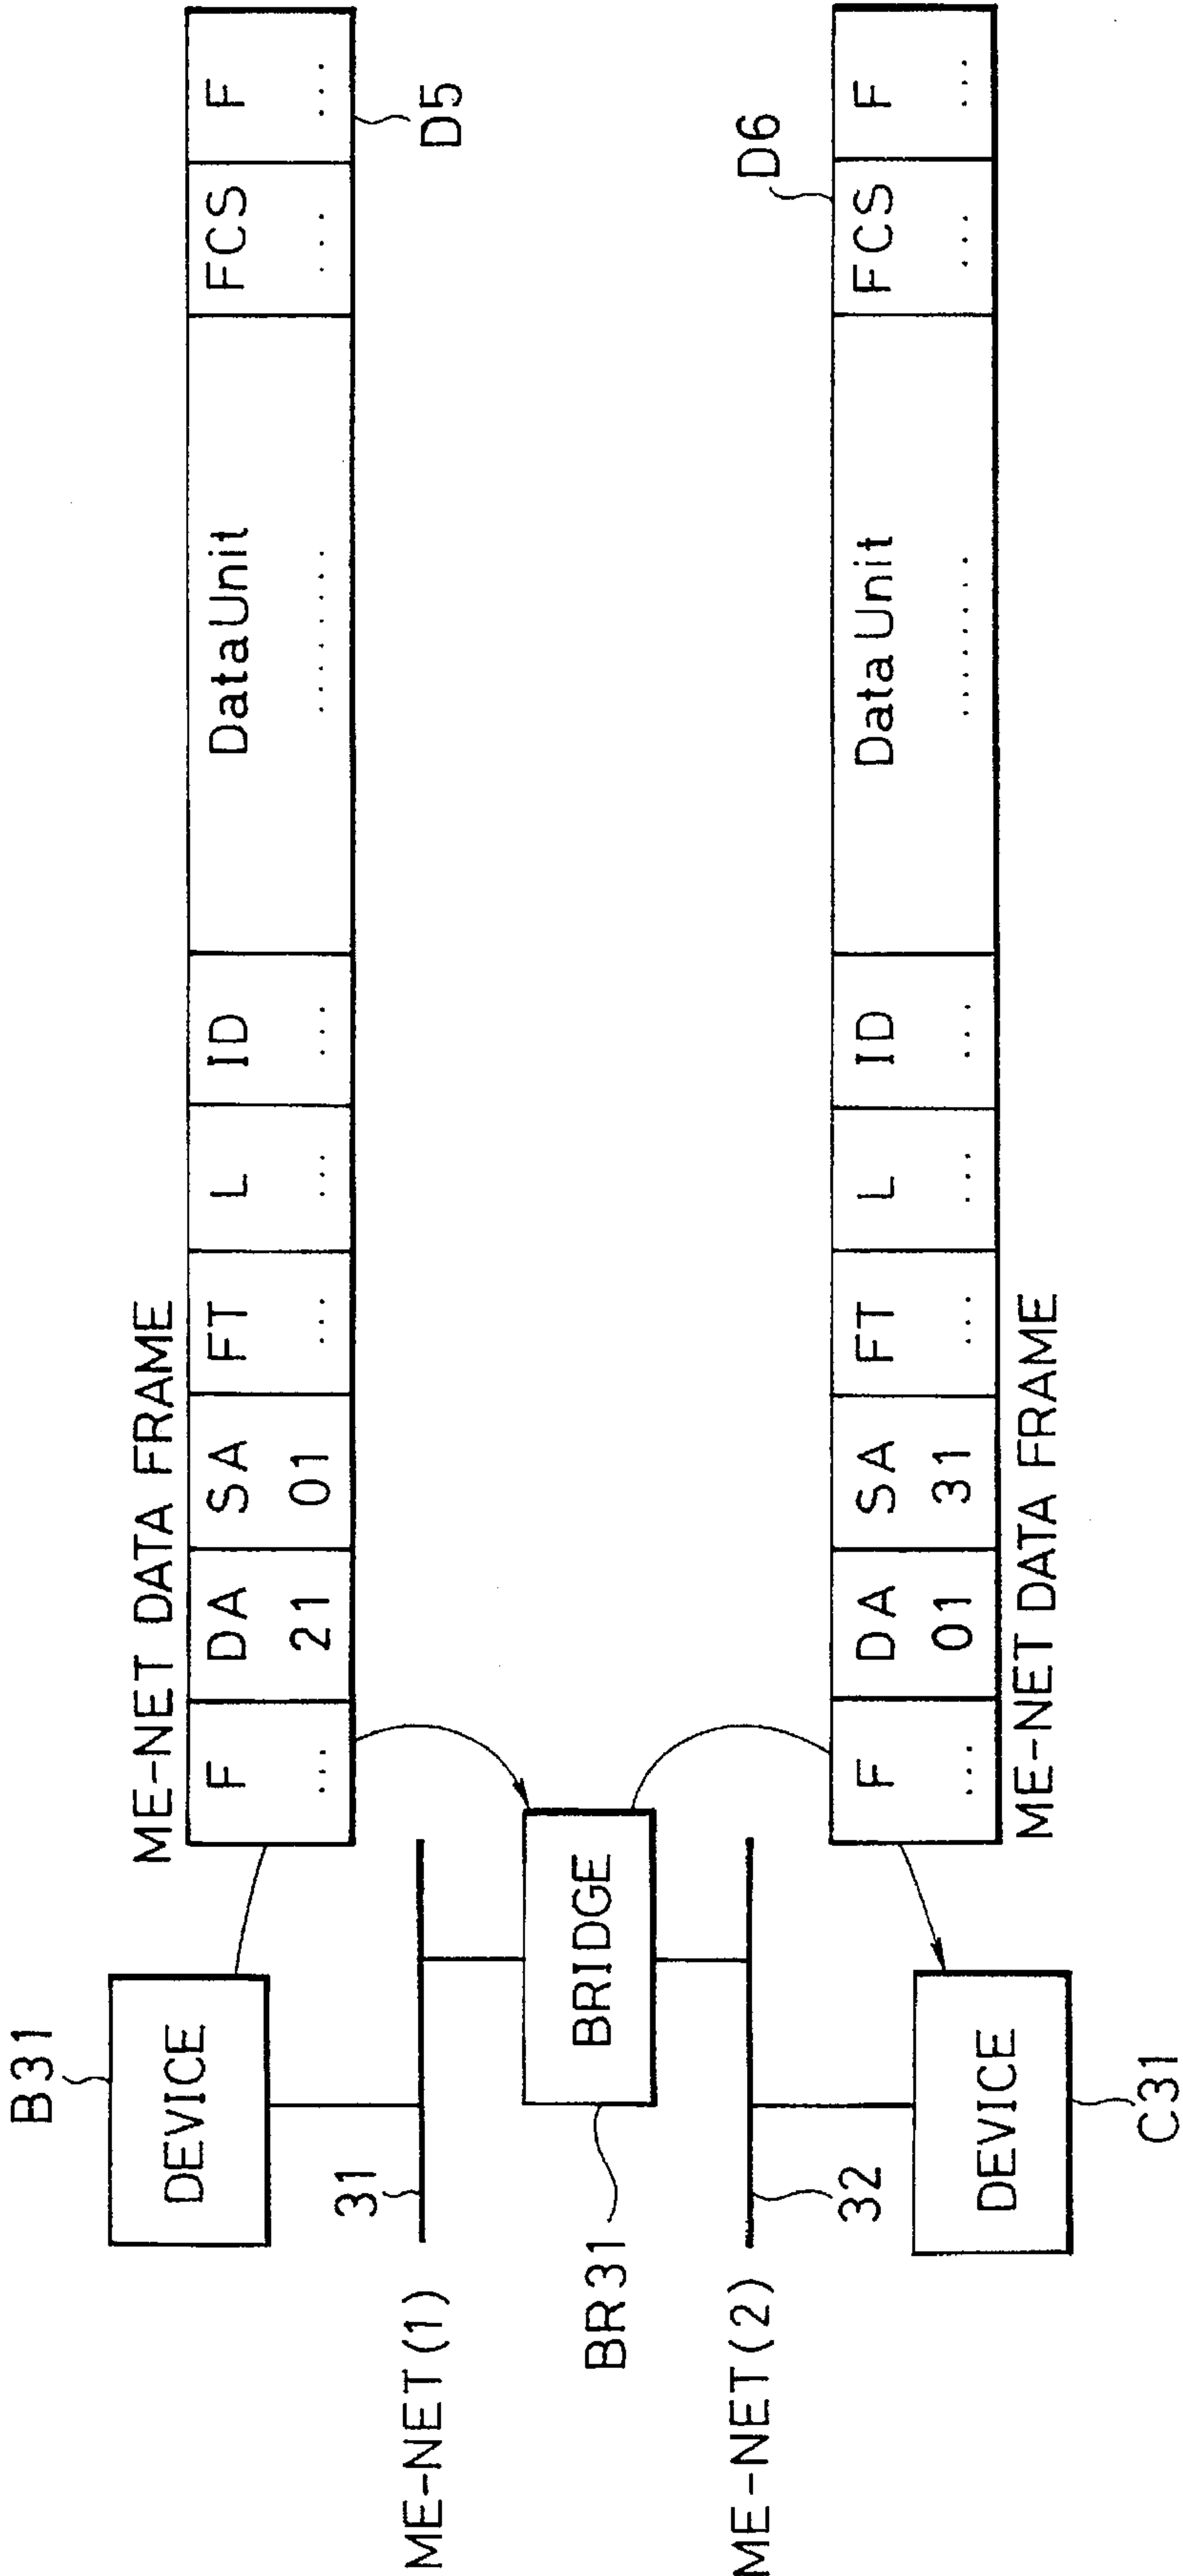 B31
DEVICE
ME-NET DATA FRAME
F DA SA FT L ID DataUnit FCS F
... 21 01 ... ... ... ....... ... ...
D5
31
ME-NET(1)
BRIDGE
BR31
ME-NET(2)
32
D6
F DA SA FT L ID Data Unit FCS F
... 01 31 ... ... ... ....... ... ...
ME-NET DATA FRAME
DEVICE
C31